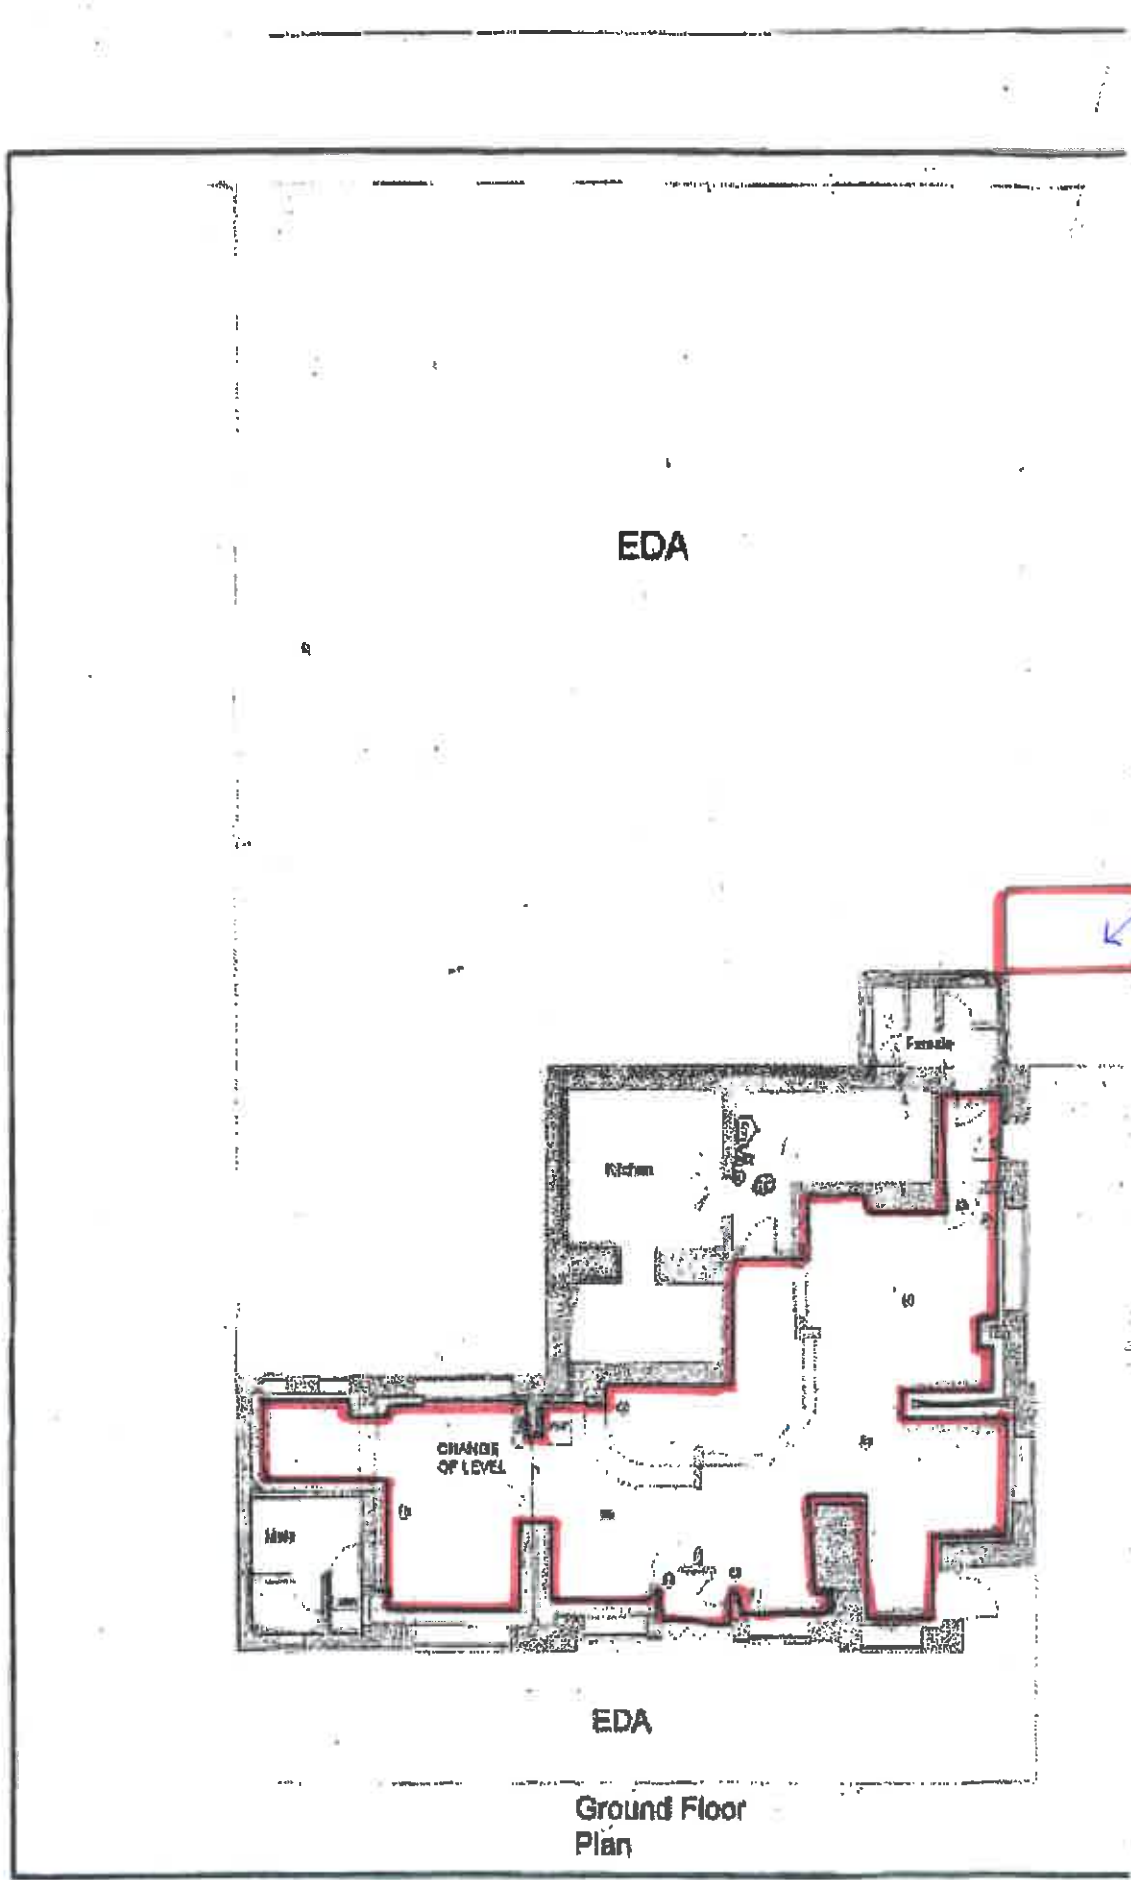 EDA
Female
Kitchen
CHANGE
OF LEVEL
Male
EDA
Ground Floor
Plan